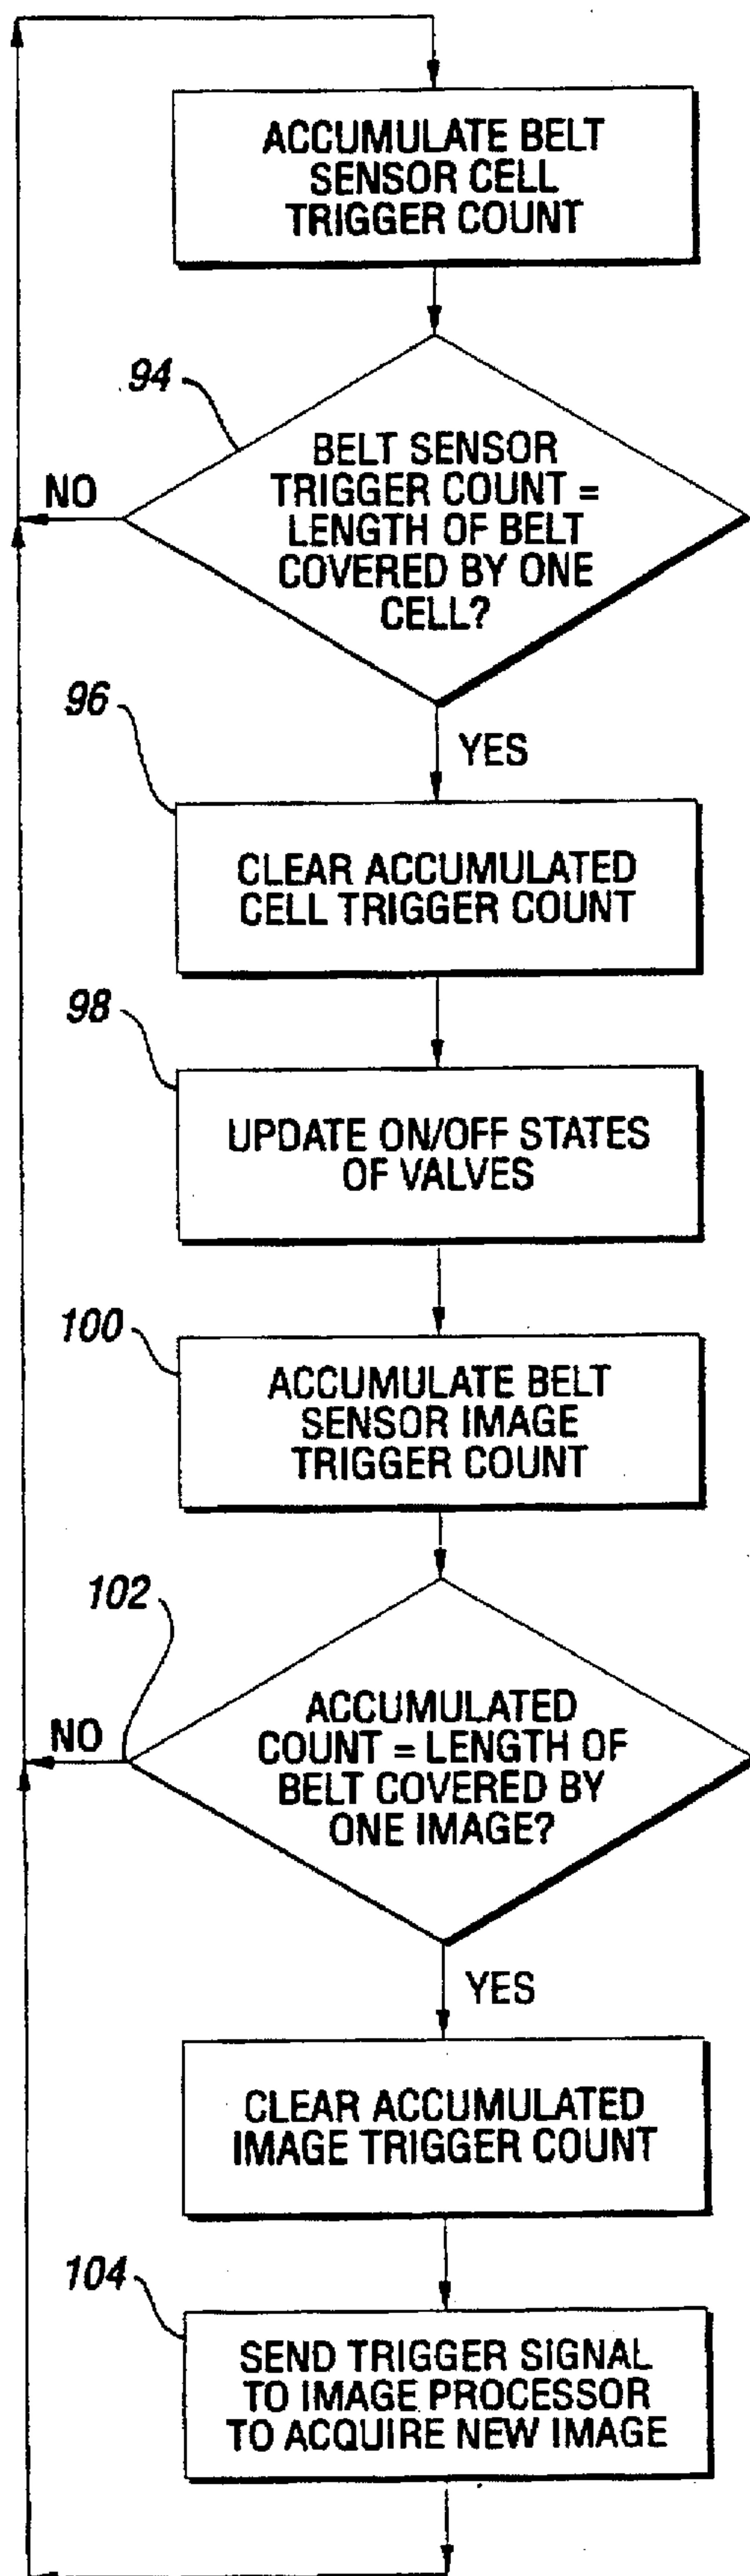 ACCUMULATE BELT
SENSOR CELL
TRIGGER COUNT
94
BELT SENSOR
TRIGGER COUNT =
LENGTH OF BELT
COVERED BY ONE
CELL?
NO
96
YES
CLEAR ACCUMULATED
CELL TRIGGER COUNT
98
UPDATE ON/OFF STATES
OF VALVES
100
ACCUMULATE BELT
SENSOR IMAGE
TRIGGER COUNT
102
ACCUMULATED
COUNT = LENGTH OF
BELT COVERED BY
ONE IMAGE?
NO
YES
CLEAR ACCUMULATED
IMAGE TRIGGER COUNT
104
SEND TRIGGER SIGNAL
TO IMAGE PROCESSOR
TO ACQUIRE NEW IMAGE